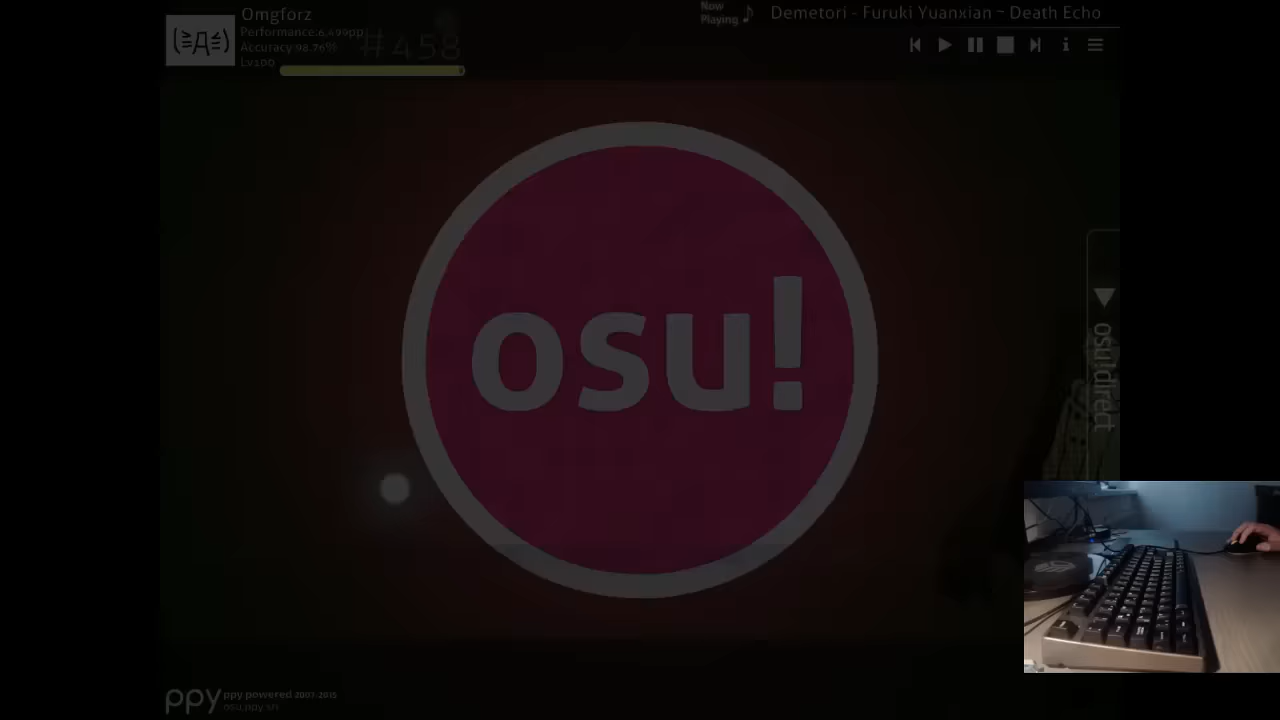 Omgforz
Performance:6,499pp
Accuracy:98.76%
Lv100
#458
Now Playing
Demetori - Furuki Yuanxian ~ Death Echo
osu!
osu!direct
ppy
ppy powered 2007-2015
osu.ppy.sh